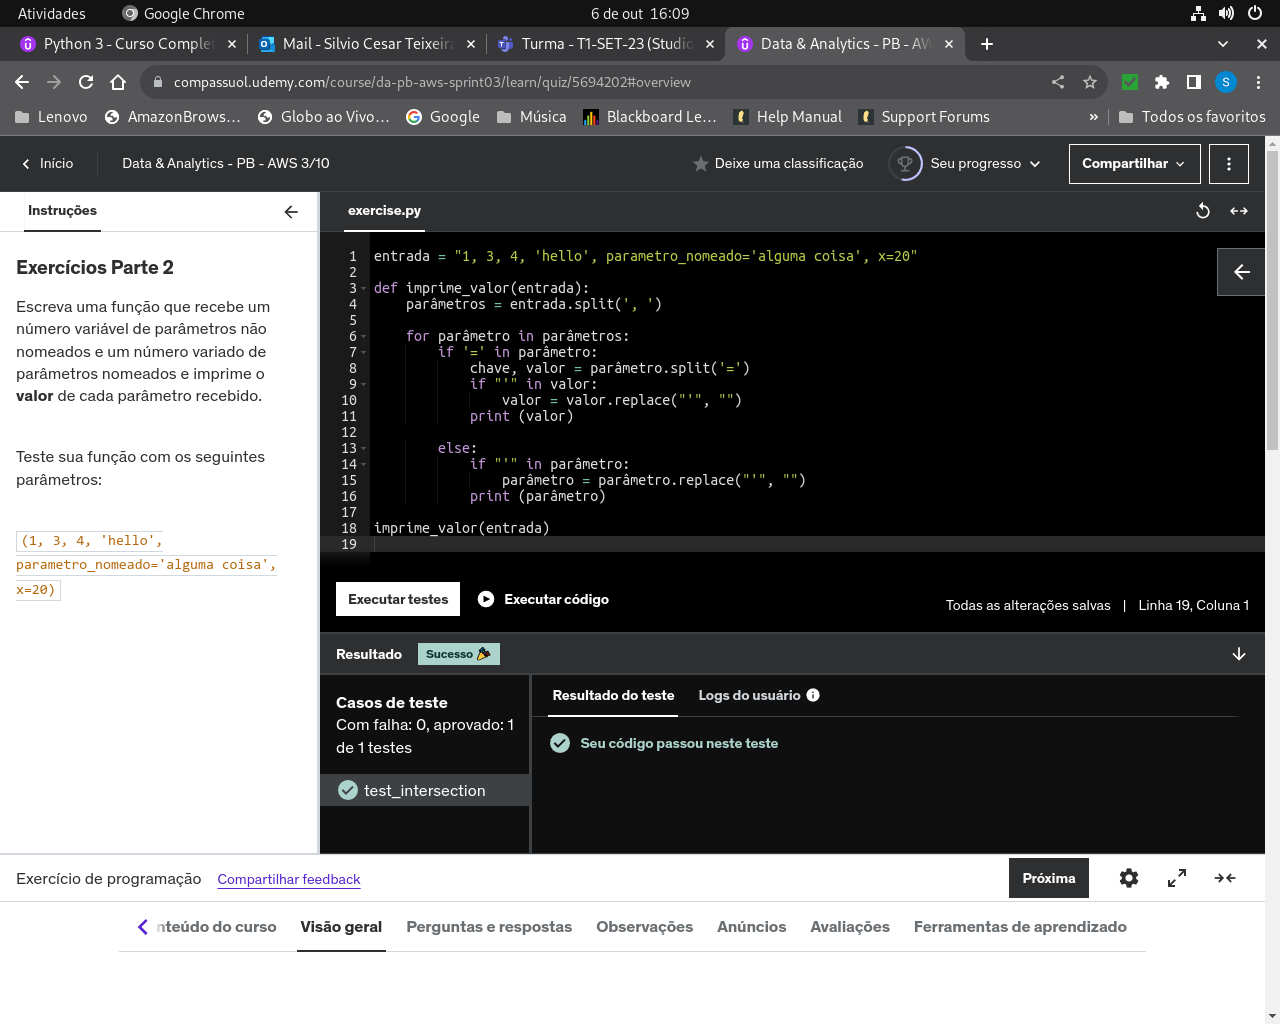 Atividades
Google Chrome
6 de out 16:09
Python 3 - Curso Complet
Mail - Silvio Cesar Teixeira
Turma - T1-SET-23 (Studio
Data & Analytics - PB - AW
compassuol.udemy.com/course/da-pb-aws-sprint03/learn/quiz/5694202#overview
S
Lenovo
AmazonBrows…
Globo ao Vivo…
Google
Música
Blackboard Le…
Help Manual
Support Forums
»
Todos os favoritos
Início
Data & Analytics - PB - AWS 3/10
Deixe uma classificação
Seu progresso
Compartilhar
Instruções
exercise.py
Exercícios Parte 2
Escreva uma função que recebe um
número variável de parâmetros não
nomeados e um número variado de
parâmetros nomeados e imprime o
valor de cada parâmetro recebido.
Teste sua função com os seguintes
parâmetros:
(1, 3, 4, 'hello',
parametro_nomeado='alguma coisa',
x=20)
1 entrada = "1, 3, 4, 'hello', parametro_nomeado='alguma coisa', x=20"
2
3 def imprime_valor(entrada):
4     parâmetros = entrada.split(', ')
5
6     for parâmetro in parâmetros:
7         if '=' in parâmetro:
8             chave, valor = parâmetro.split('=')
9             if "'" in valor:
10                 valor = valor.replace("'", "")
11             print (valor)
12
13         else:
14             if "'" in parâmetro:
15                 parâmetro = parâmetro.replace("'", "")
16             print (parâmetro)
17
18 imprime_valor(entrada)
19
Executar testes
Executar código
Todas as alterações salvas | Linha 19, Coluna 1
Resultado
Sucesso
Casos de teste
Com falha: 0, aprovado: 1
de 1 testes
test_intersection
Resultado do teste
Logs do usuário
Seu código passou neste teste
Exercício de programação
Compartilhar feedback
Próxima
nteúdo do curso
Visão geral
Perguntas e respostas
Observações
Anúncios
Avaliações
Ferramentas de aprendizado